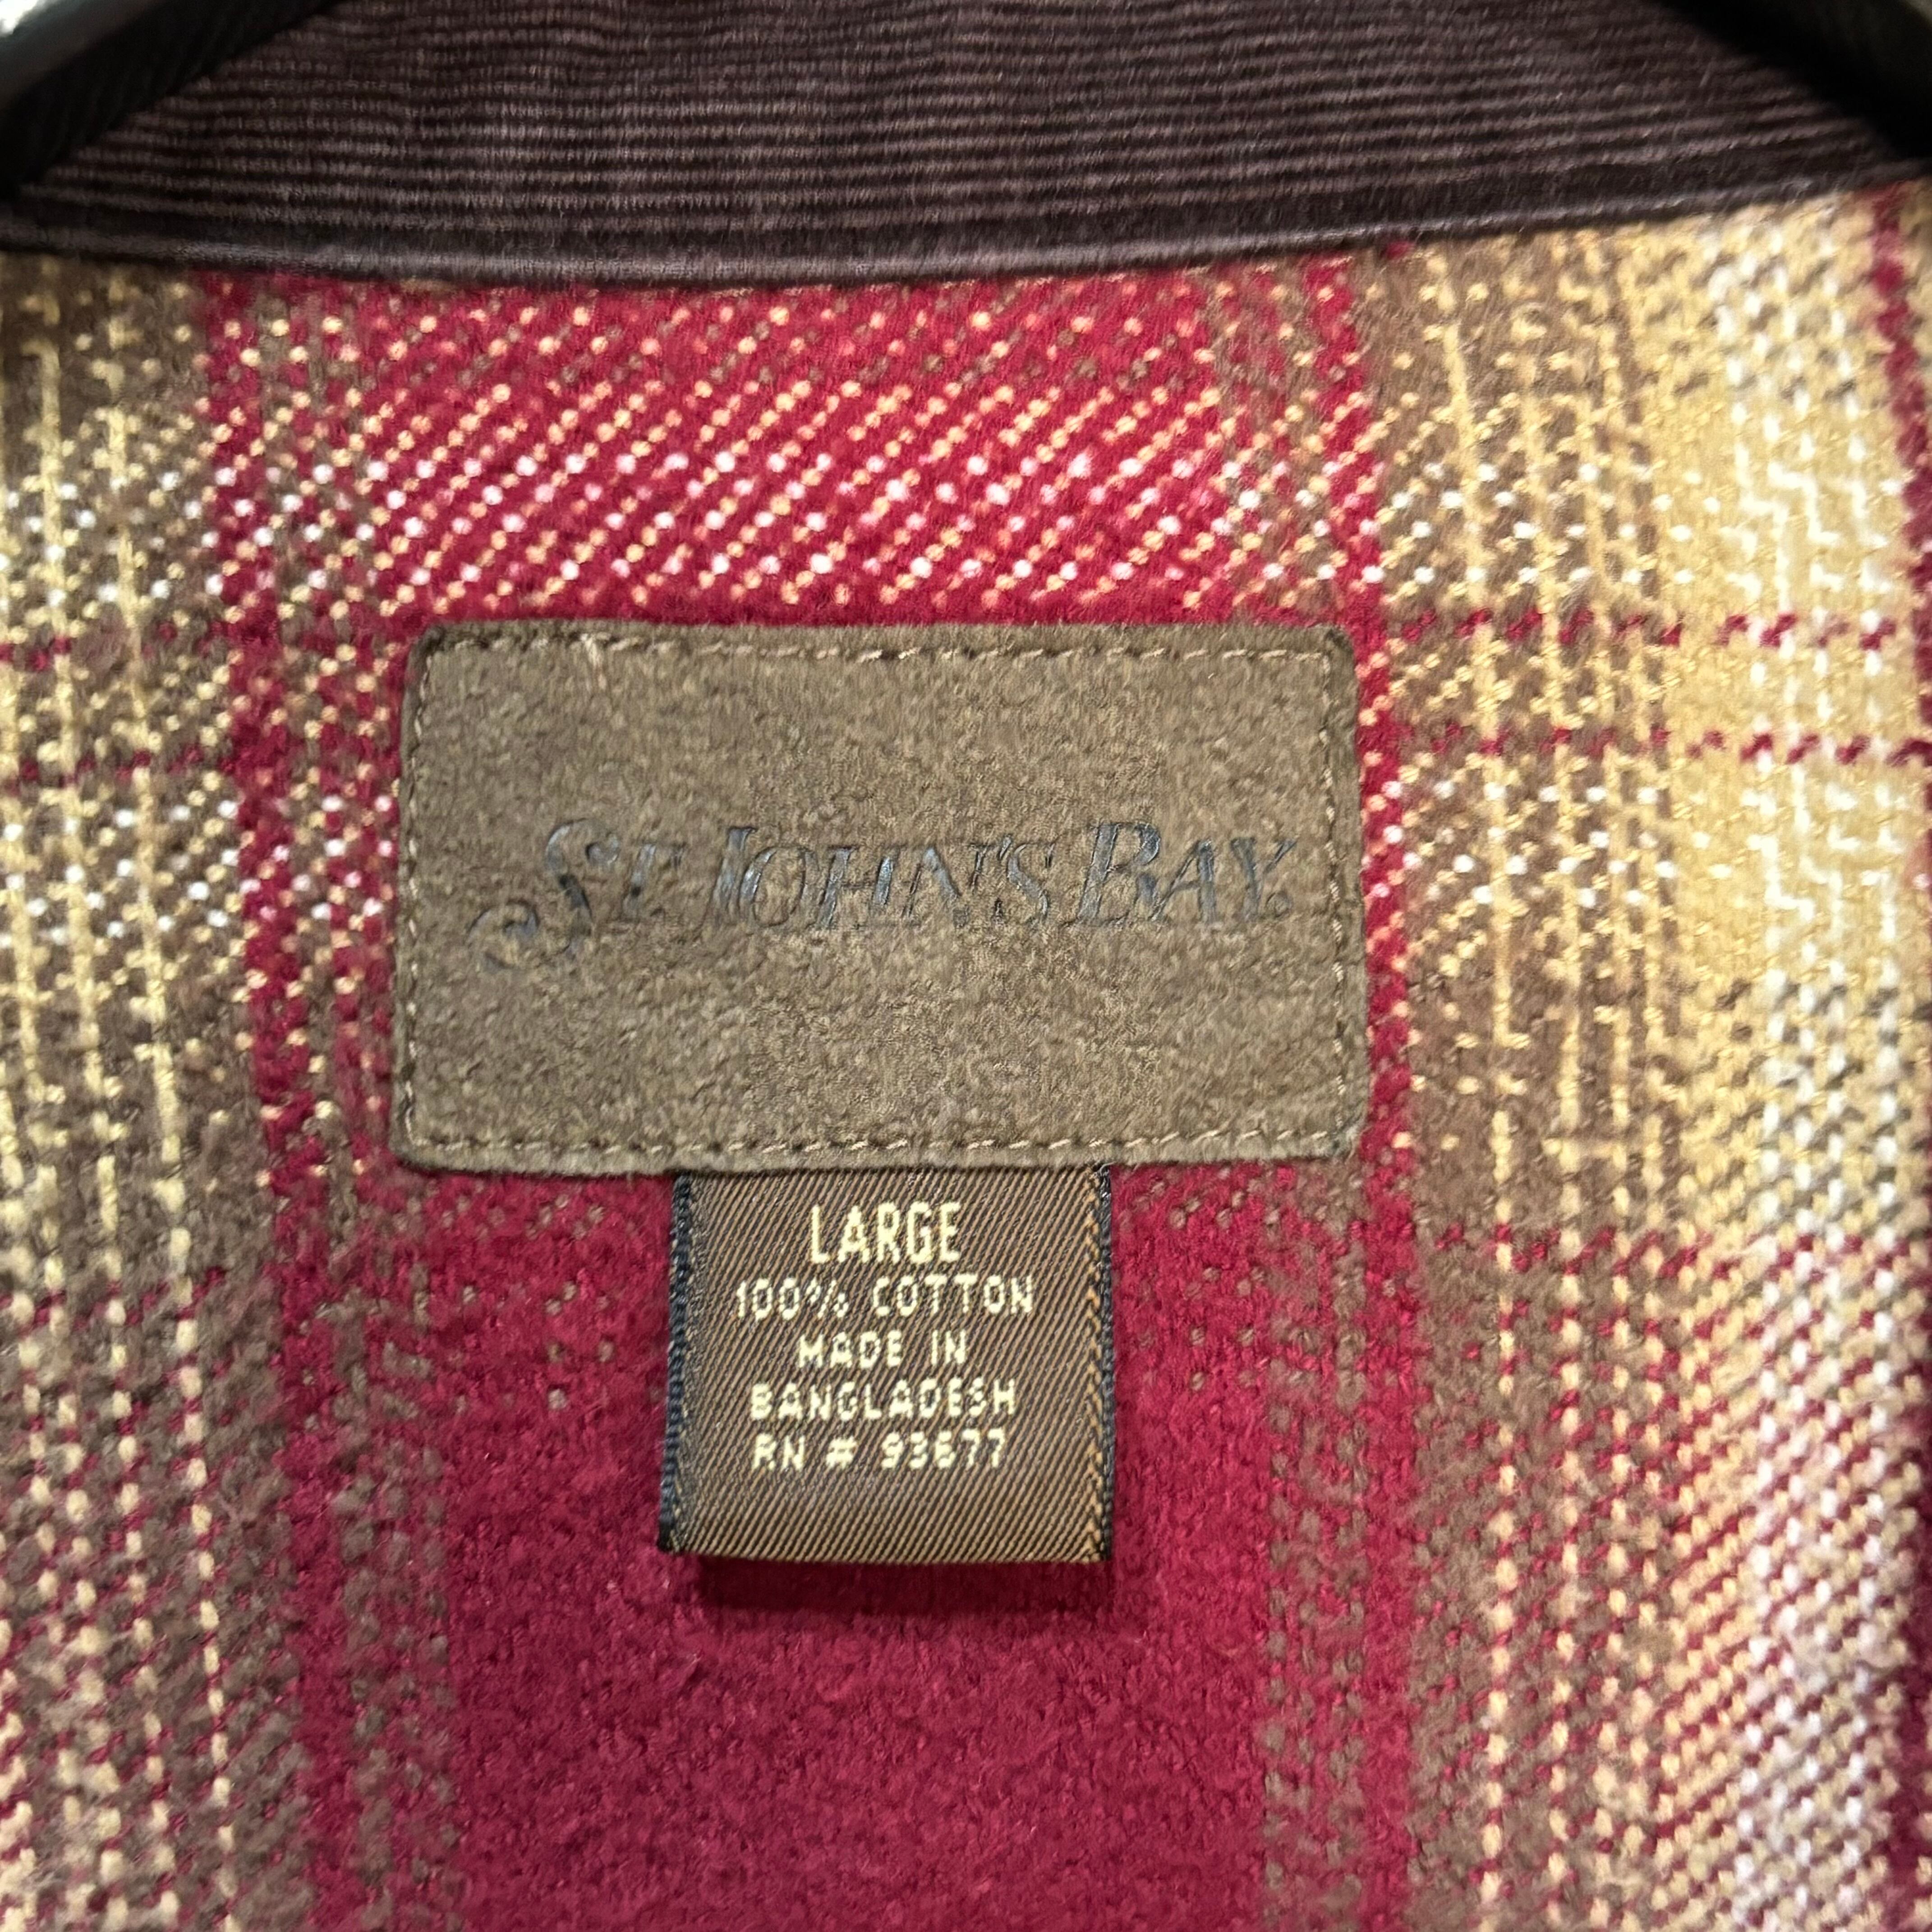 ST. JOHN'S BAY
LARGE
100% COTTON
MADE IN
BANGLADESH
RN # 93677